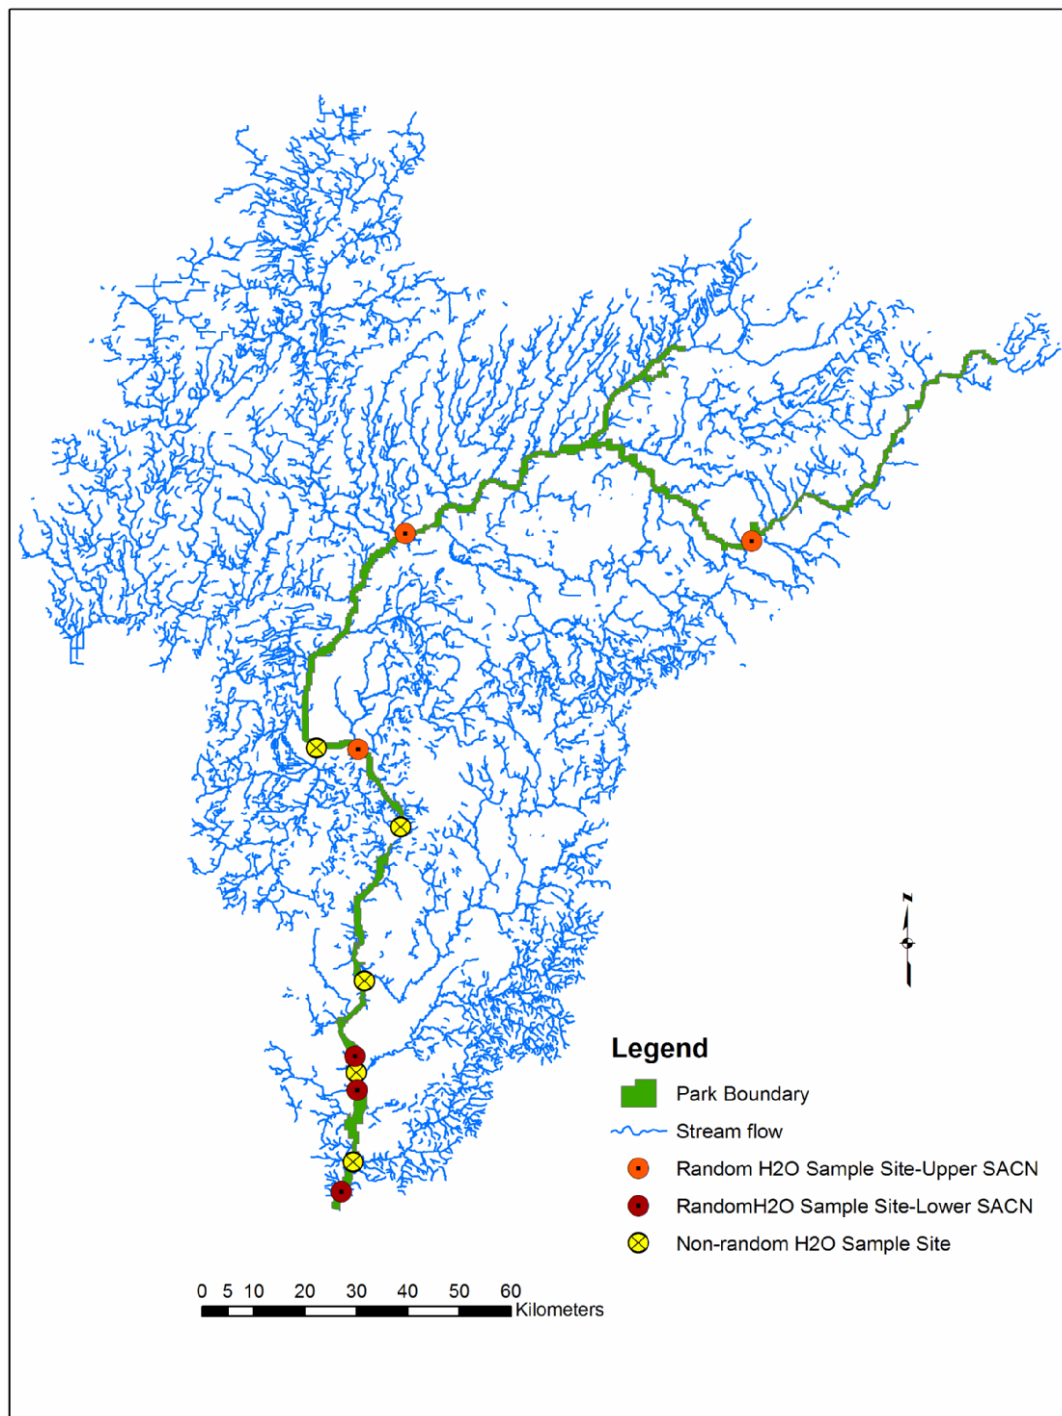 N
Legend
Park Boundary
Stream flow
Random H2O Sample Site-Upper SACN
RandomH2O Sample Site-Lower SACN
Non-random H2O Sample Site
0 5 10 20 30 40 50 60
Kilometers